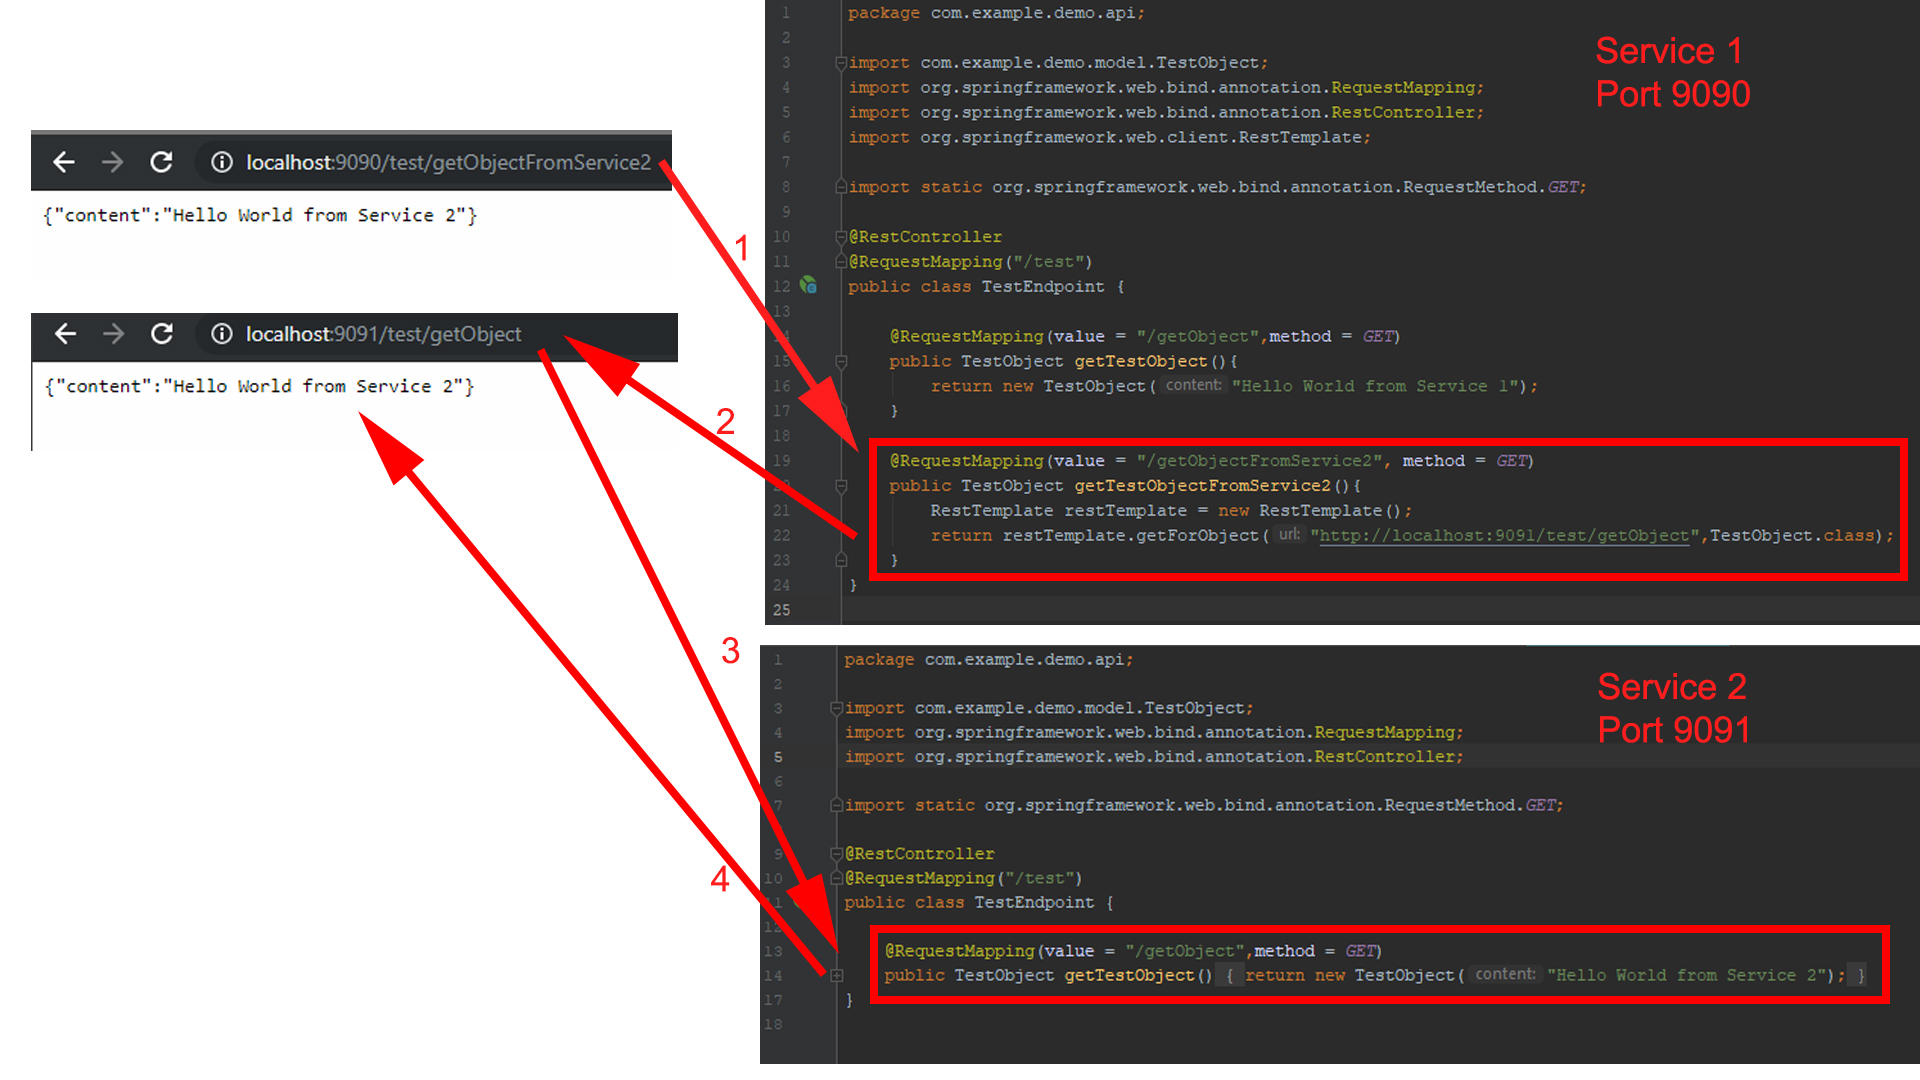 localhost:9090/test/getObjectFromService2
{"content":"Hello World from Service 2"}
localhost:9091/test/getObject
{"content":"Hello World from Service 2"}
1
2
3
4
Service 1
Port 9090
1 package com.example.demo.api;
2
3 import com.example.demo.model.TestObject;
4 import org.springframework.web.bind.annotation.RequestMapping;
5 import org.springframework.web.bind.annotation.RestController;
6 import org.springframework.web.client.RestTemplate;
7
8 import static org.springframework.web.bind.annotation.RequestMethod.GET;
9
10 @RestController
11 @RequestMapping("/test")
12 public class TestEndpoint {
13
14 @RequestMapping(value = "/getObject",method = GET)
15 public TestObject getTestObject(){
16 return new TestObject( content: "Hello World from Service 1");
17 }
18
19 @RequestMapping(value = "/getObjectFromService2", method = GET)
20 public TestObject getTestObjectFromService2(){
21 RestTemplate restTemplate = new RestTemplate();
22 return restTemplate.getForObject( url: "http://localhost:9091/test/getObject",TestObject.class);
23 }
24 }
25
Service 2
Port 9091
1 package com.example.demo.api;
2
3 import com.example.demo.model.TestObject;
4 import org.springframework.web.bind.annotation.RequestMapping;
5 import org.springframework.web.bind.annotation.RestController;
6
7 import static org.springframework.web.bind.annotation.RequestMethod.GET;
9 @RestController
10 @RequestMapping("/test")
11 public class TestEndpoint {
12
13 @RequestMapping(value = "/getObject",method = GET)
14 public TestObject getTestObject() { return new TestObject( content: "Hello World from Service 2"); }
17 }
18